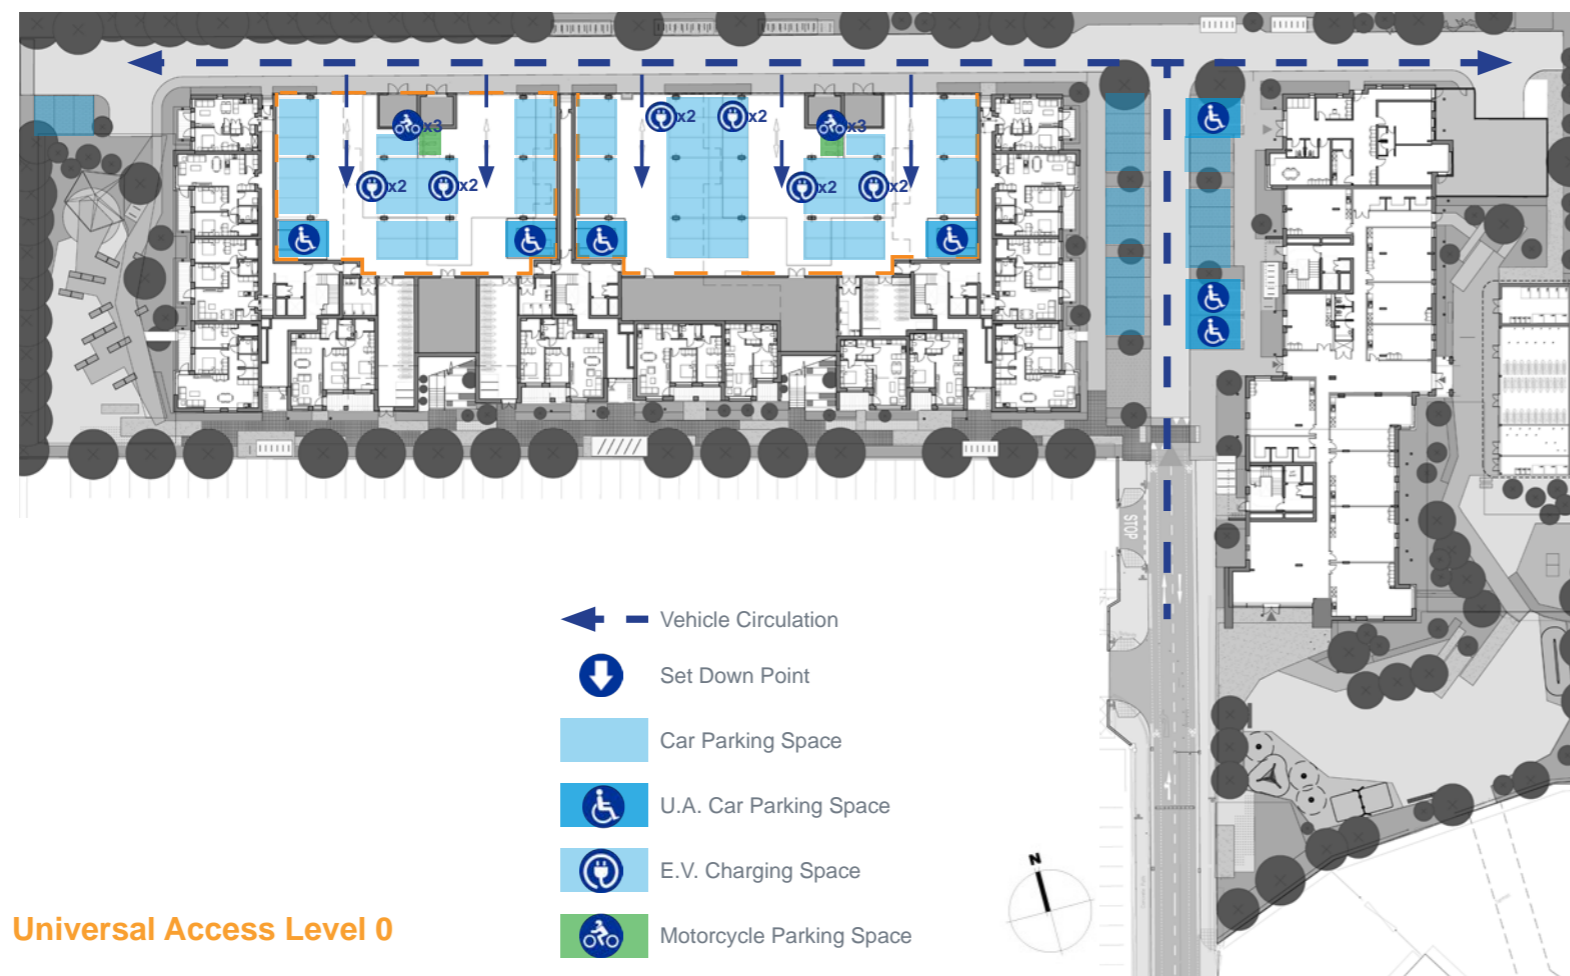 x3
x2
x2
x3
x2
x2
x2
x2
STOP
Vehicle Circulation
Set Down Point
Car Parking Space
U.A. Car Parking Space
E.V. Charging Space
Motorcycle Parking Space
N
Universal Access Level 0